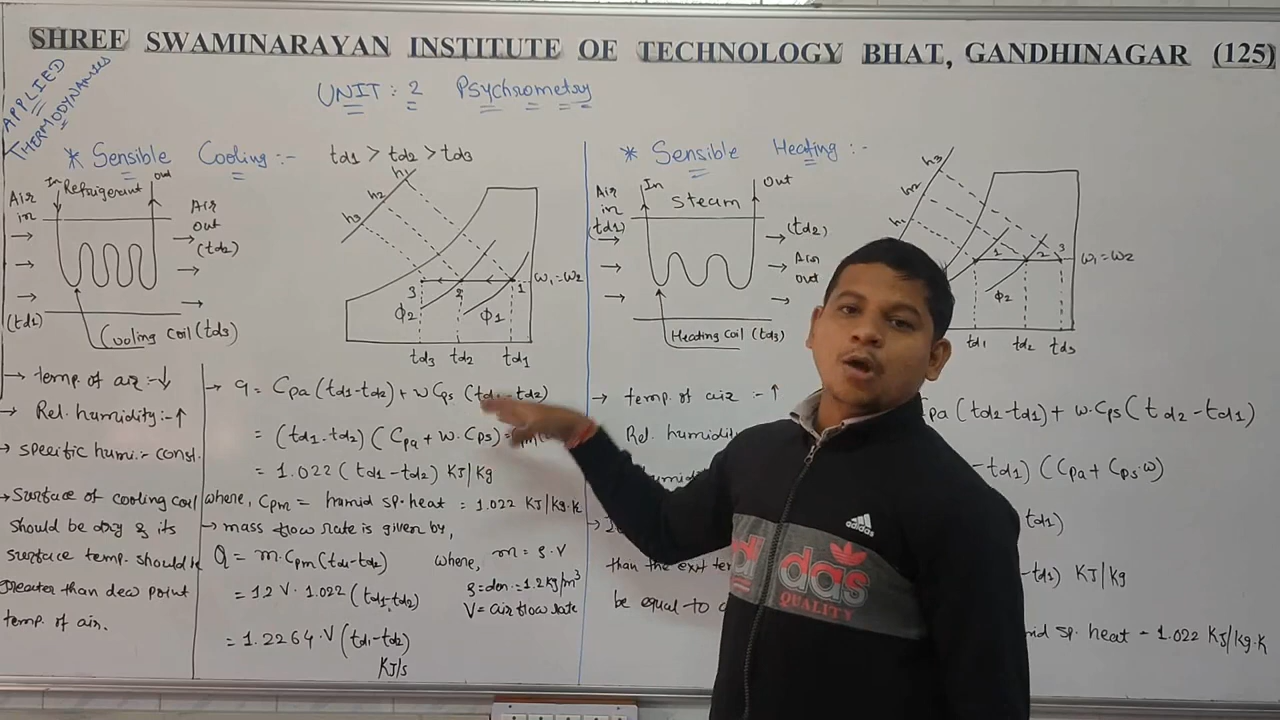 SHREE SWAMINARAYAN INSTITUTE OF TECHNOLOGY BHAT, GANDHINAGAR (125)
APPLIED
THERMODYNAMICS
UNIT : 2 Psychrometry
* Sensible Cooling :- td1 > td2 > td3
In Refrigerant out
Air
in
Air
out
(td2)
(td1)
Cooling coil (td3)
h1
h2
h3
3 2 1
ω1=ω2
Φ2 Φ1
td3 td2 td1
→ temp. of air :- ↓
→ Rel. humidity :- ↑
→ specific humi. :- const.
→ Surface of cooling coil
should be dry & its
surface temp. should
greater than dew point
temp. of air.
→ q = Cpa (td1-td2) + w Cps (td1-td2)
= (td1-td2) (Cpa + w. Cps)
= 1.022 (td1-td2) KJ/kg
where, Cpm = humid sp. heat = 1.022 KJ/kg.k
→ mass flow rate is given by,
Q = m. Cpm (td1-td2) where, m = ρ.V
= 1.2 V. 1.022 (td1-td2) ρ = den. = 1.2 kg/m³
V = air flow rate
= 1.2264.V (td1-td2)
KJ/s
* Sensible Heating :-
In Out
Air
in
(td1)
Steam
(td2)
Air
out
Heating coil (td3)
h3
h2
h1
1 2 3
ω1=ω2
Φ2
td1 td2 td3
→ temp. of air :- ↑
Rel. humidity
than the exit
be equal to
pa (td2-td1) + w. Cps (td2-td1)
-td1) (Cpa + Cps.w)
td1)
KJ/kg
sp. heat = 1.022 KJ/kg.k
adidas
das
QUALITY